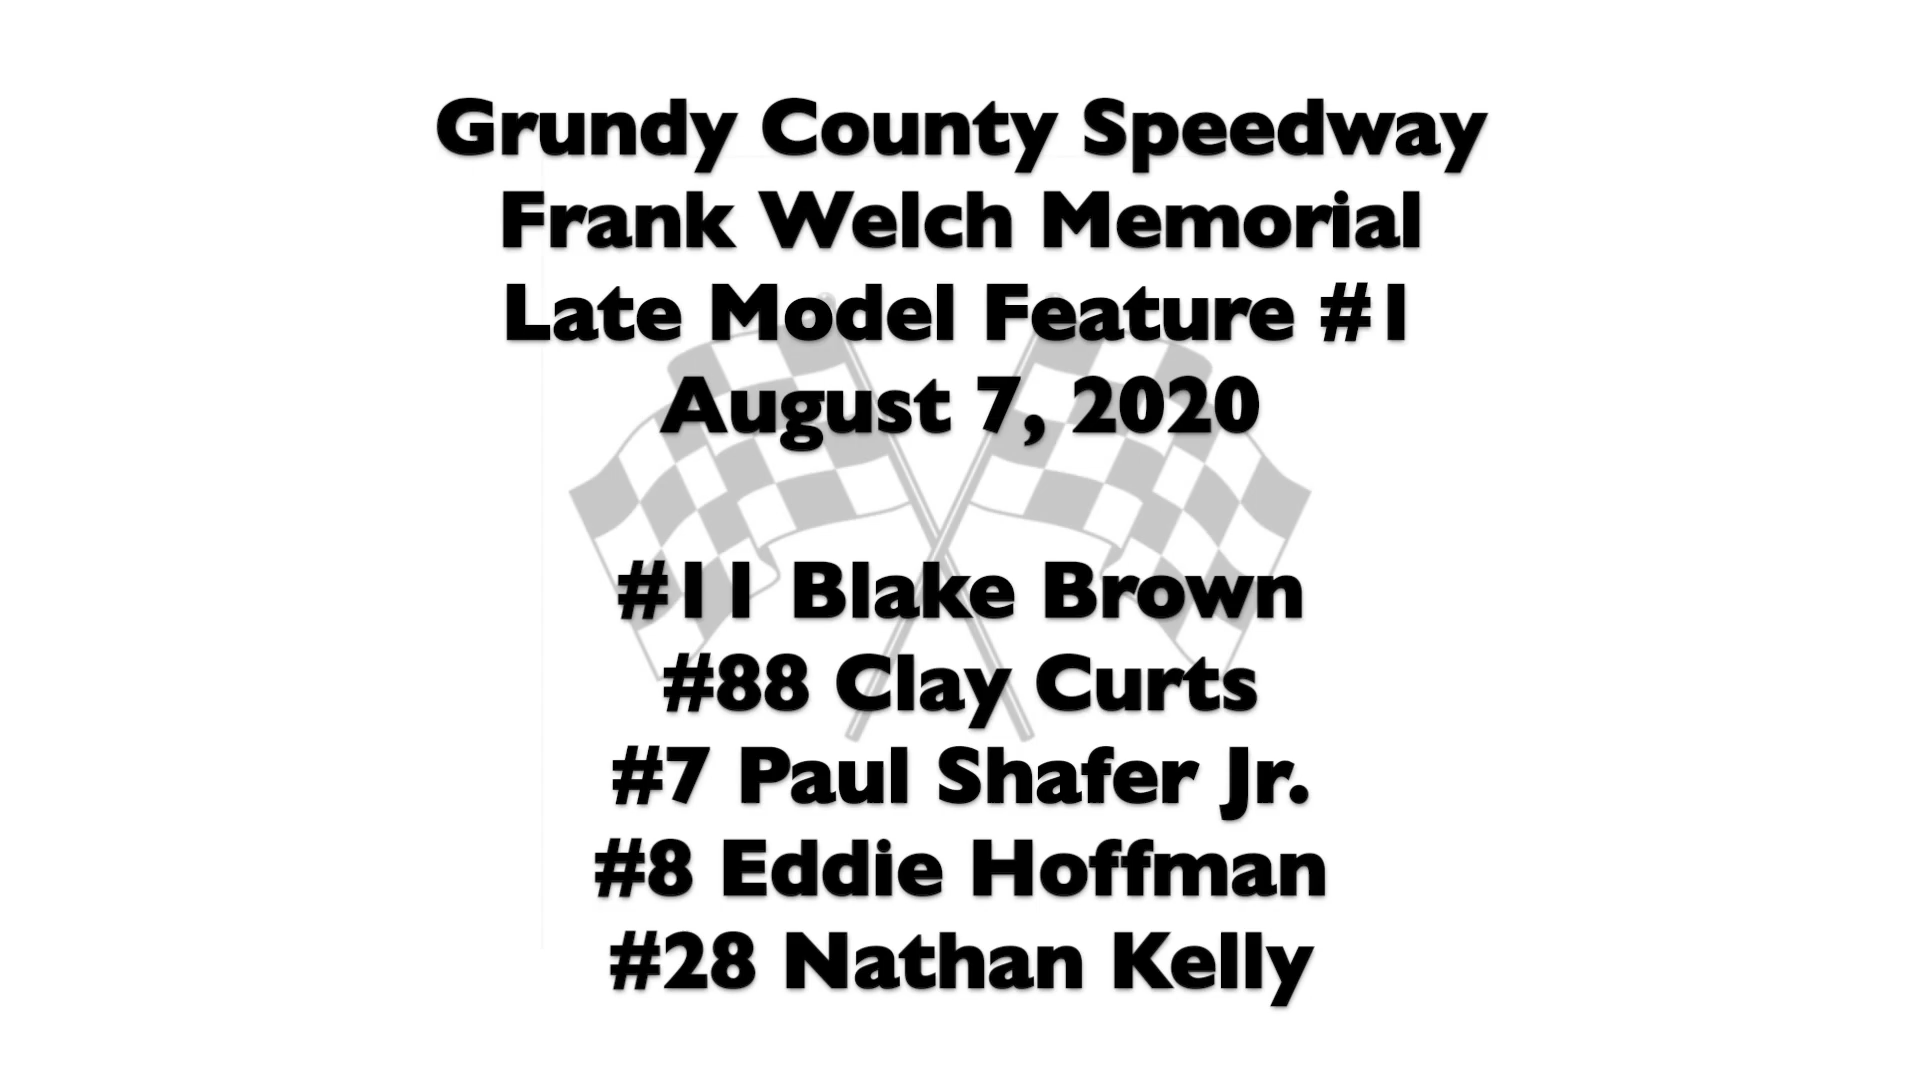 Grundy County Speedway
Frank Welch Memorial
Late Model Feature #1
August 7, 2020
#11 Blake Brown
#88 Clay Curts
#7 Paul Shafer Jr.
#8 Eddie Hoffman
#28 Nathan Kelly